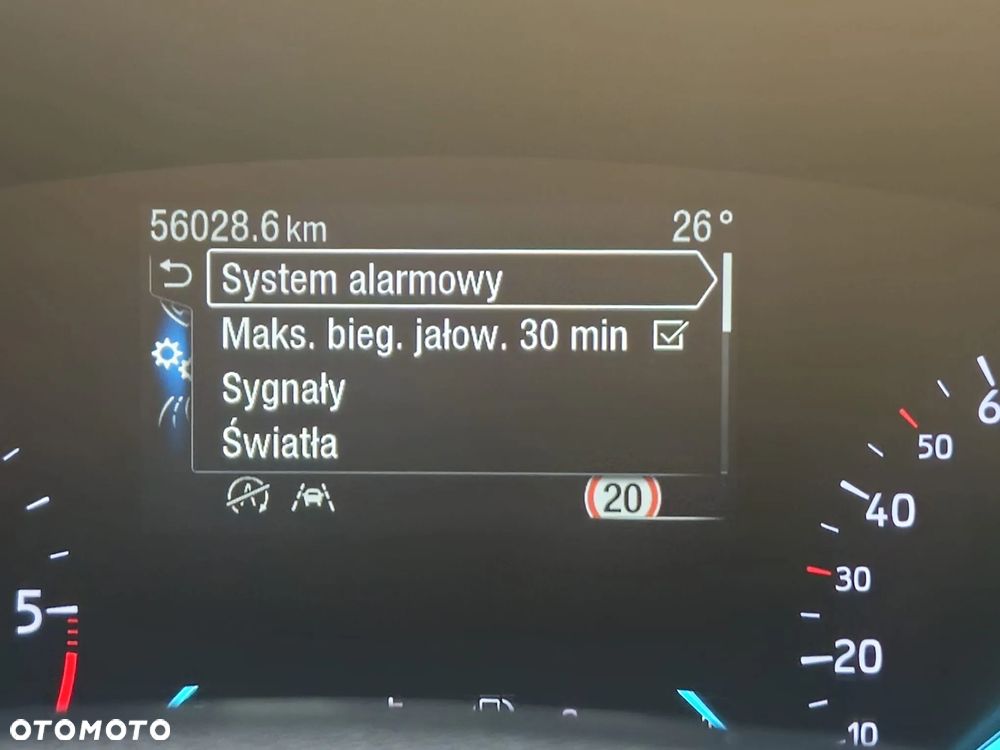 56028.6 km 26°
System alarmowy
Maks. bieg. jałow. 30 min
Sygnały
Światła
20
6
50
40
30
5
20
10
OTOMOTO